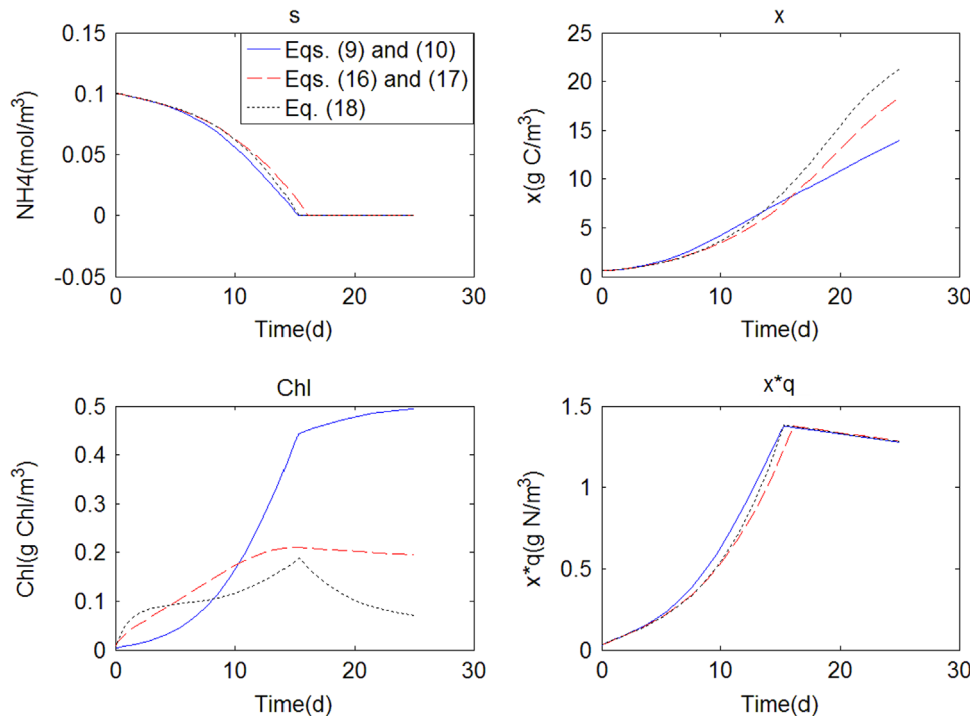 s
0.15
0.1
0.05
0
-0.05
NH4(mol/m³)
0 10 20 30
Time(d)
Eqs. (9) and (10)
Eqs. (16) and (17)
Eq. (18)
x
25
20
15
10
5
0
x(g C/m³)
0 10 20 30
Time(d)
Chl
0.5
0.4
0.3
0.2
0.1
0
Chl(g Chl/m³)
0 10 20 30
Time(d)
x*q
1.5
1
0.5
0
x*q(g N/m³)
0 10 20 30
Time(d)